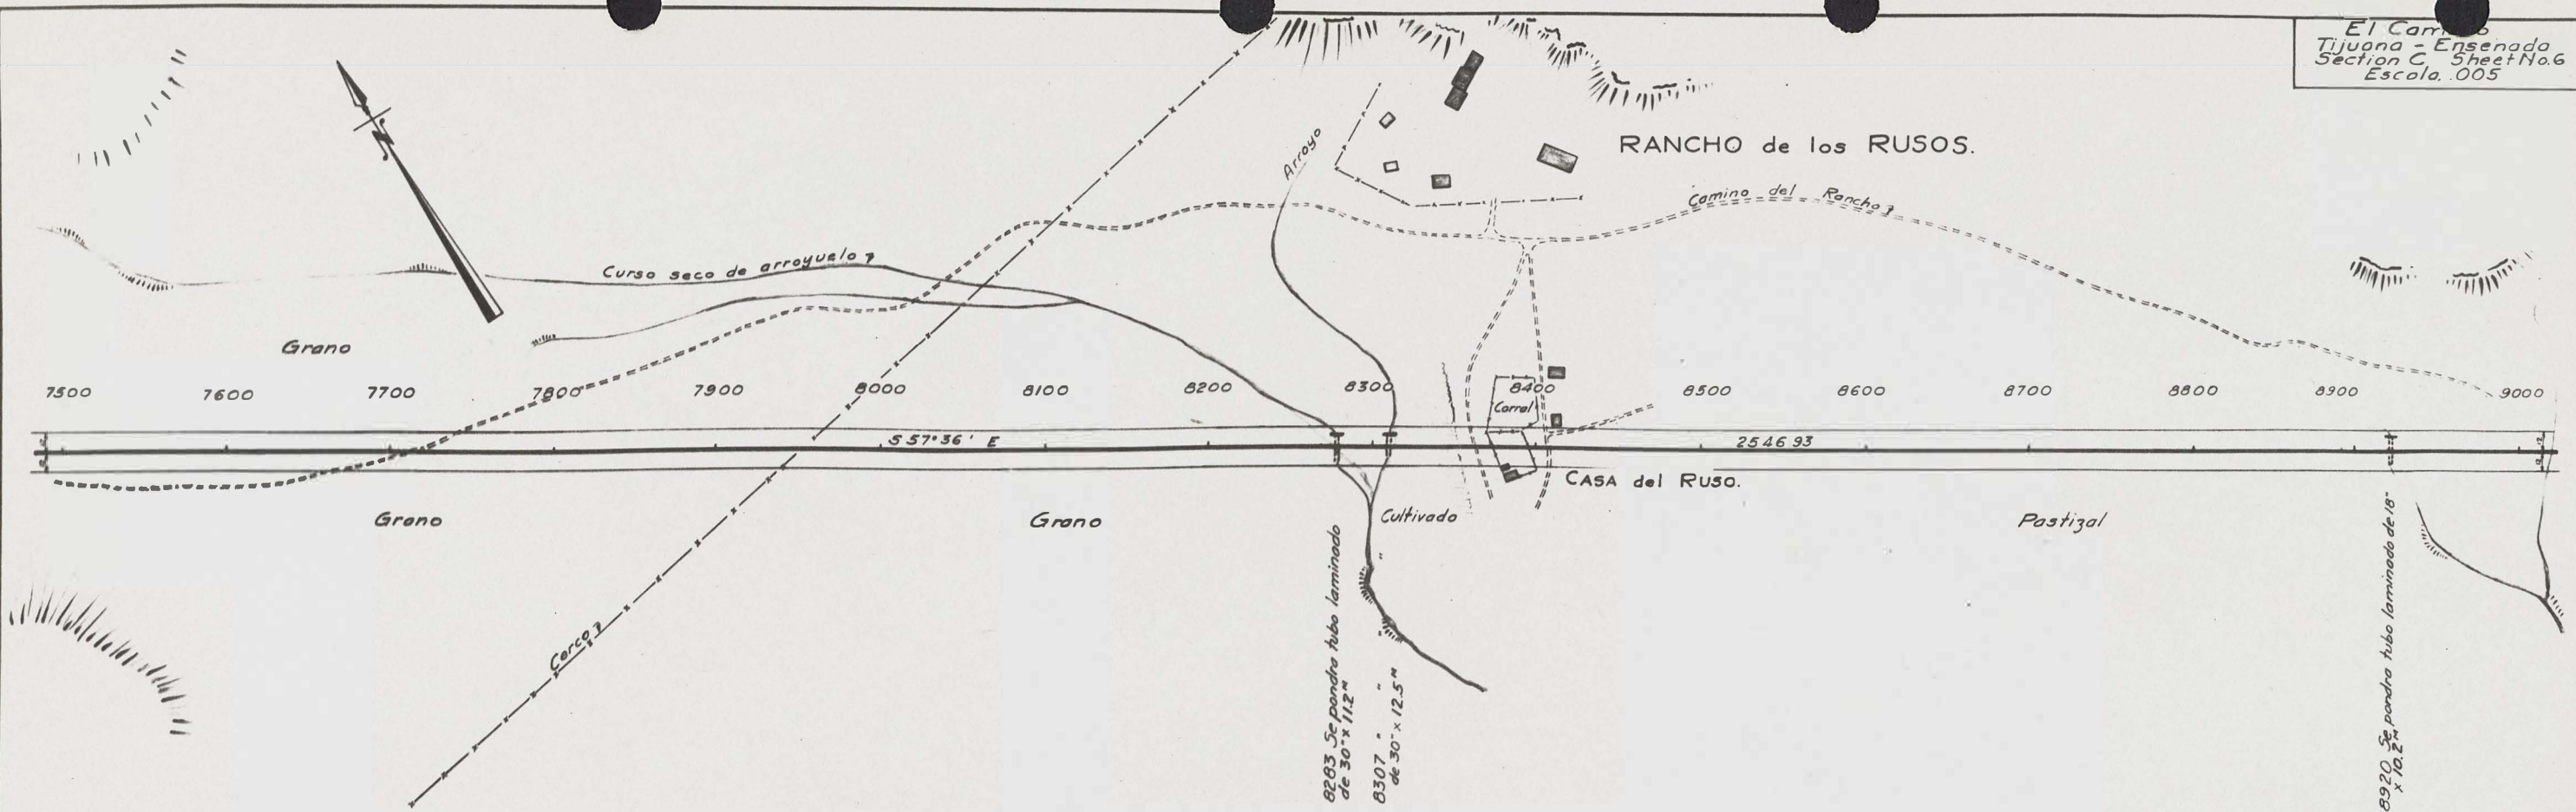 El Camino
Tijuana - Ensenada
Section C Sheet No. 6
Escala. .005
N
Arroyo
RANCHO de los RUSOS.
Camino del Rancho
Curso seco de arroyuelo
Grano
7500 7600 7700 7800 7900 8000 8100 8200 8300 8400 8500 8600 8700 8800 8900 9000
Corral
S 57° 36' E
2546 93
CASA del RUSO.
Grano
Grano
Cultivado
Pastizal
Cerco
8283 Se pondra tubo laminado
de 30" x 11.2 M
8307 " " "
de 30" x 12.5 M
8920 Se pondra tubo laminado de 18"
x 10.2 M